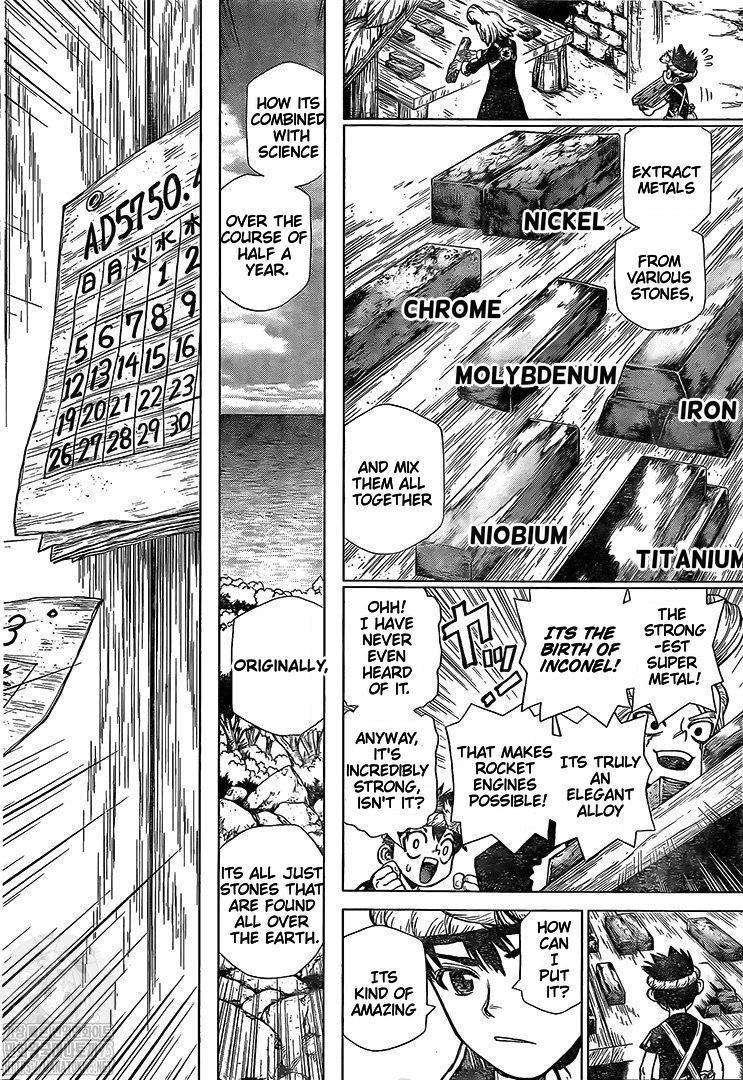 EXTRACT
METALS
FROM
VARIOUS
STONES,
NICKEL
CHROME
MOLYBDENUM
IRON
AND MIX
THEM ALL
TOGETHER
NIOBIUM
TITANIUM
THE
STRONG
-EST
SUPER
METAL!
ITS THE
BIRTH OF
INCONEL!
ITS TRULY
AN
ELEGANT
ALLOY
THAT MAKES
ROCKET
ENGINES
POSSIBLE!
カッ
OHH!
I HAVE
NEVER
EVEN
HEARD
OF IT.
ANYWAY,
IT'S
INCREDIBLY
STRONG,
ISN'T IT?
HOW
CAN I
PUT
IT?
ITS
KIND OF
AMAZING
HOW ITS
COMBINED
WITH
SCIENCE
OVER THE
COURSE OF
HALF A
YEAR.
ORIGINALLY,
ITS ALL JUST
STONES THAT
ARE FOUND
ALL OVER
THE EARTH.
AD5750.
日 月 火 水 木
1 2
5 6 7 8 9
12 13 14 15 16
19 20 21 22 23
26 27 28 29 30
3